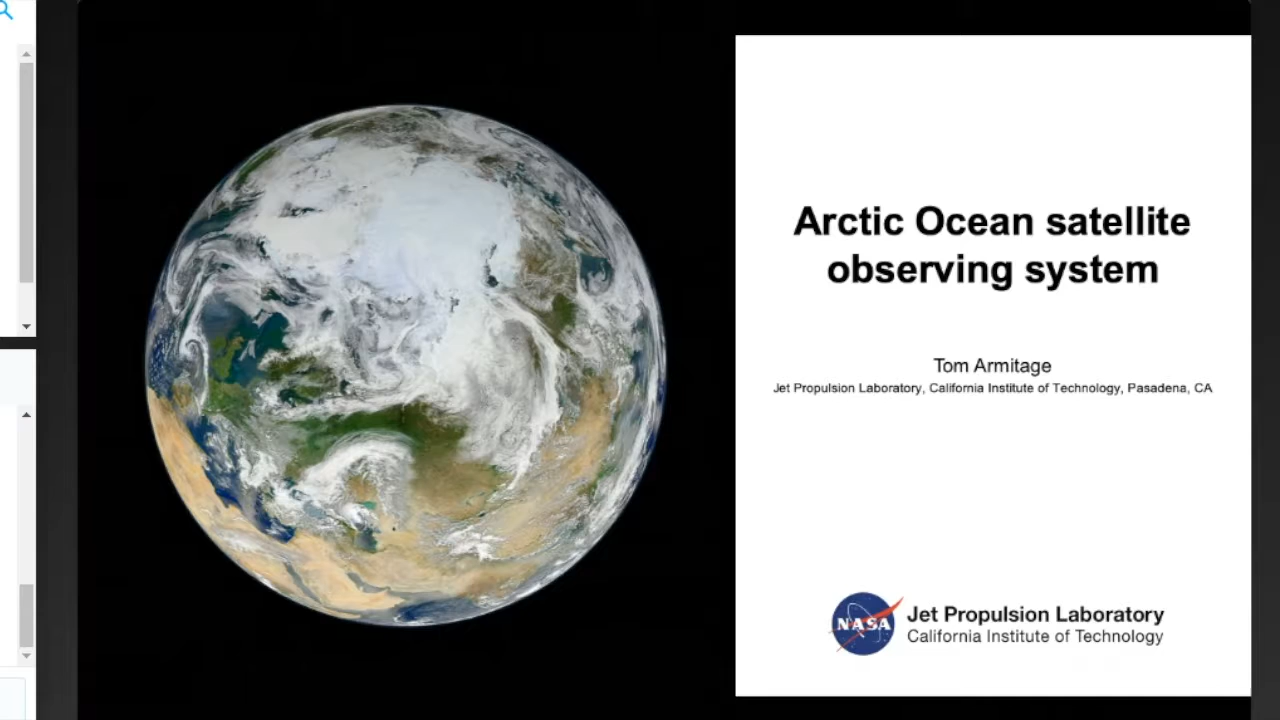 Arctic Ocean satellite
observing system
Tom Armitage
Jet Propulsion Laboratory, California Institute of Technology, Pasadena, CA
NASA
Jet Propulsion Laboratory
California Institute of Technology